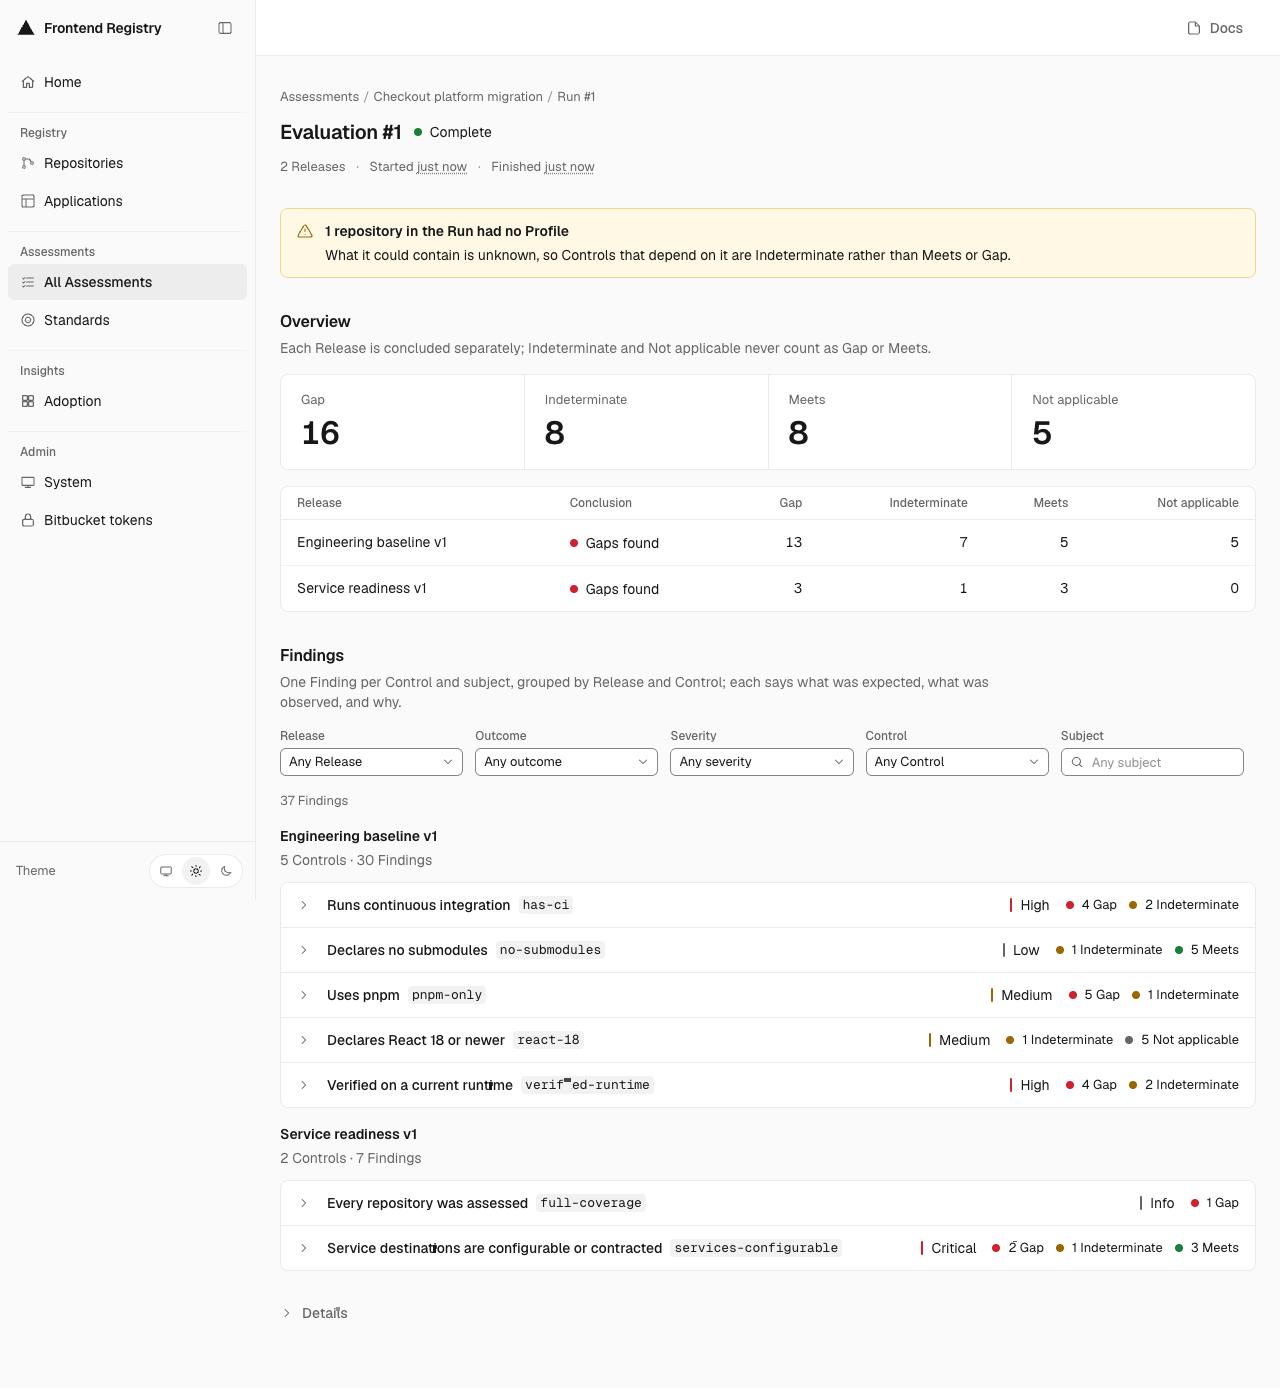 Frontend Registry
Docs
Home
Registry
Repositories
Applications
Assessments
All Assessments
Standards
Insights
Adoption
Admin
System
Bitbucket tokens
Theme
Assessments / Checkout platform migration / Run #1
Evaluation #1 Complete
2 Releases · Started just now · Finished just now
1 repository in the Run had no Profile
What it could contain is unknown, so Controls that depend on it are Indeterminate rather than Meets or Gap.
Overview
Each Release is concluded separately; Indeterminate and Not applicable never count as Gap or Meets.
Gap Indeterminate Meets Not applicable
16 8 8 5
Release Conclusion Gap Indeterminate Meets Not applicable
Engineering baseline v1 Gaps found 13 7 5 5
Service readiness v1 Gaps found 3 1 3 0
Findings
One Finding per Control and subject, grouped by Release and Control; each says what was expected, what was
observed, and why.
Release Outcome Severity Control Subject
Any Release Any outcome Any severity Any Control Any subject
37 Findings
Engineering baseline v1
5 Controls · 30 Findings
Runs continuous integration has-ci High 4 Gap 2 Indeterminate
Declares no submodules no-submodules Low 1 Indeterminate 5 Meets
Uses pnpm pnpm-only Medium 5 Gap 1 Indeterminate
Declares React 18 or newer react-18 Medium 1 Indeterminate 5 Not applicable
Verified on a current runtime verified-runtime High 4 Gap 2 Indeterminate
Service readiness v1
2 Controls · 7 Findings
Every repository was assessed full-coverage Info 1 Gap
Service destinations are configurable or contracted services-configurable Critical 2 Gap 1 Indeterminate 3 Meets
Details